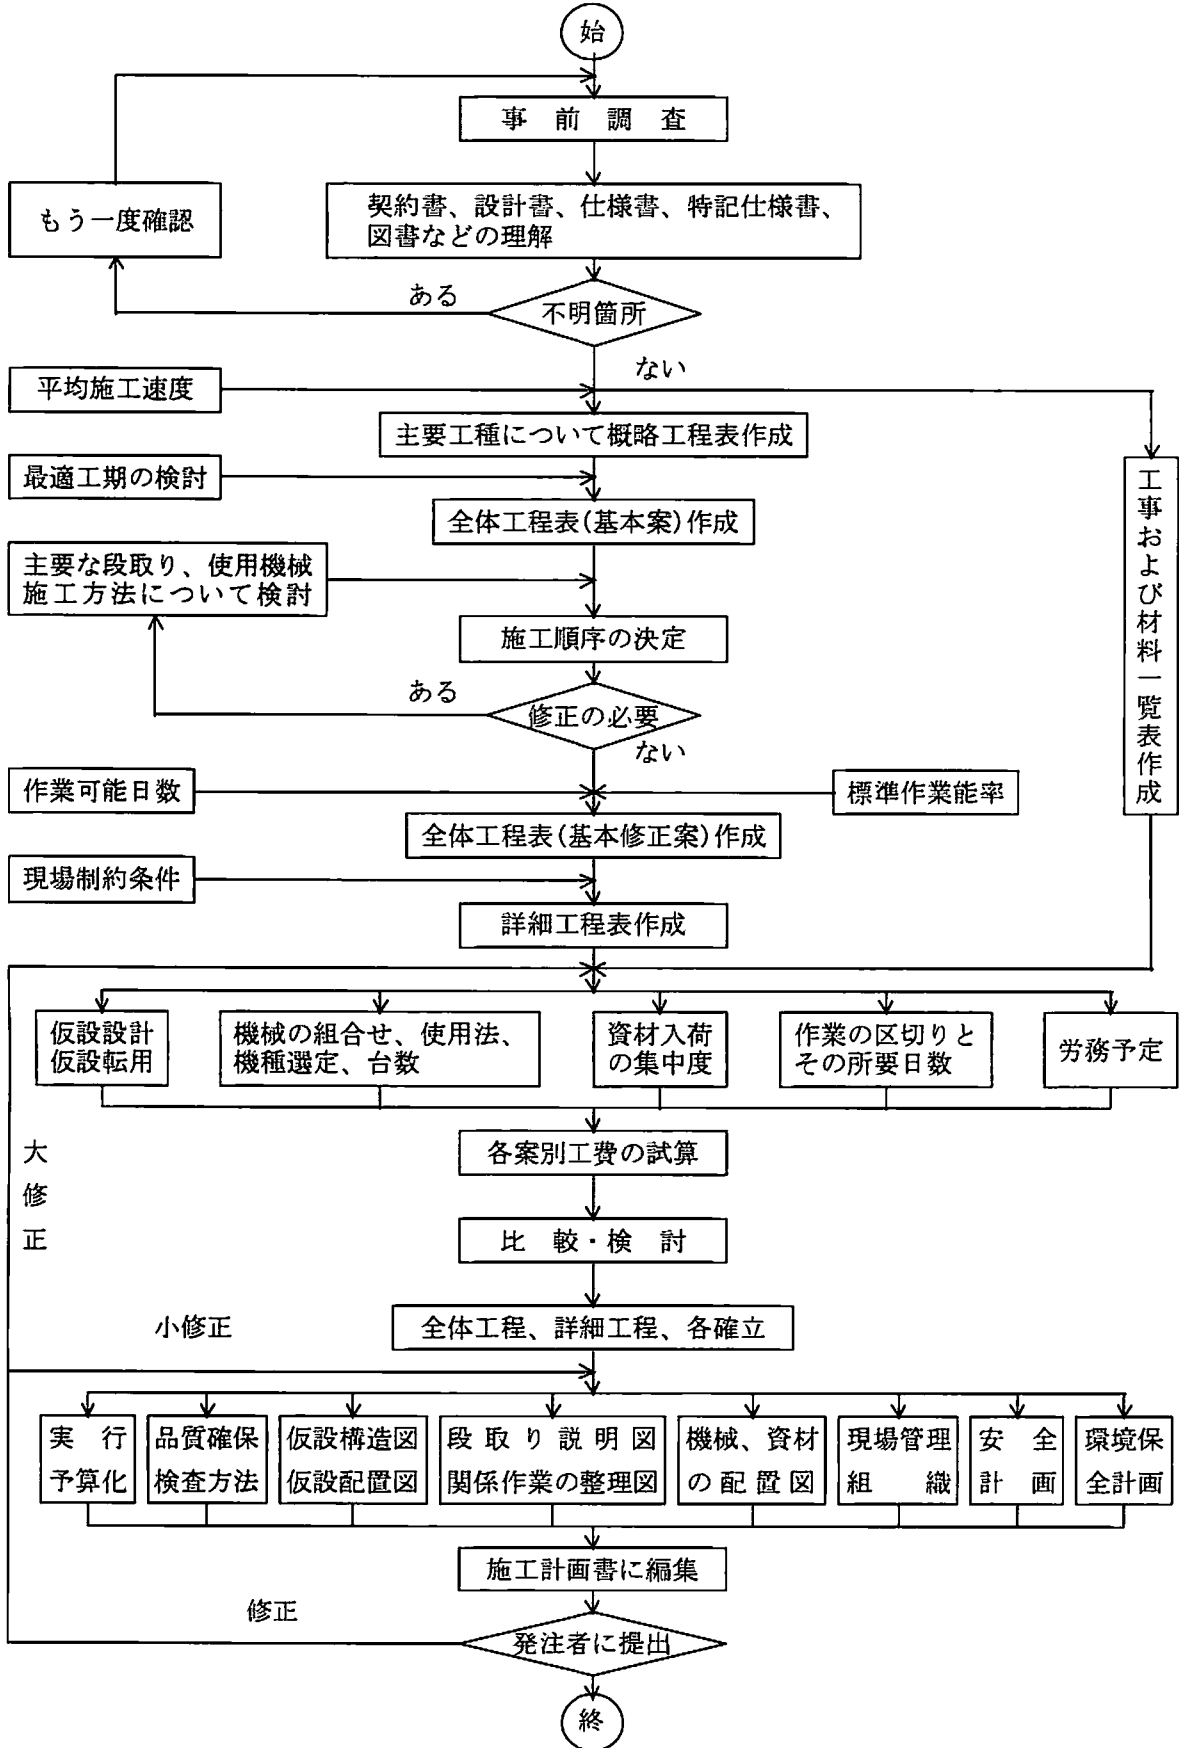 始
事前調査
もう一度確認
契約書、設計書、仕様書、特記仕様書、
図書などの理解
ある
不明箇所
ない
平均施工速度
主要工種について概略工程表作成
最適工期の検討
工事および材料一覧表作成
全体工程表(基本案)作成
主要な段取り、使用機械
施工方法について検討
施工順序の決定
ある
修正の必要
ない
作業可能日数
標準作業能率
全体工程表(基本修正案)作成
現場制約条件
詳細工程表作成
仮設設計
仮設転用
機械の組合せ、使用法、
機種選定、台数
資材入荷
の集中度
作業の区切りと
その所要日数
労務予定
大修正
各案別工費の試算
比較・検討
小修正
全体工程、詳細工程、各確立
実行
予算化
品質確保
検査方法
仮設構造図
仮設配置図
段取り説明図
関係作業の整理図
機械、資材
の配置図
現場管理
組織
安全
計画
環境保
全計画
施工計画書に編集
修正
発注者に提出
終